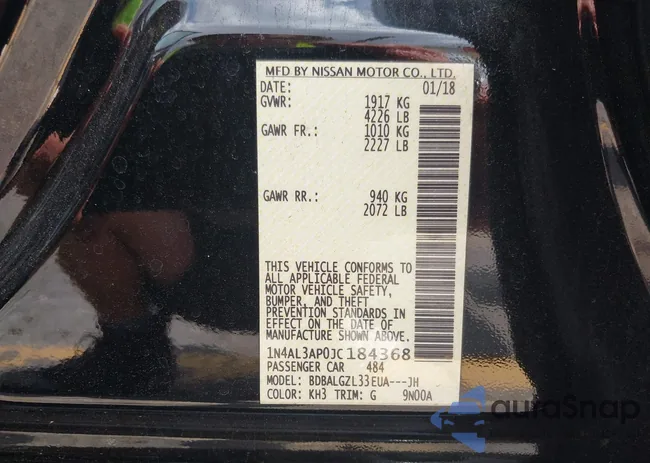 MFD BY NISSAN MOTOR CO., LTD.
DATE: 01/18
GVWR: 1917 KG
4226 LB
GAWR FR.: 1010 KG
2227 LB
GAWR RR.: 940 KG
2072 LB
THIS VEHICLE CONFORMS TO
ALL APPLICABLE FEDERAL
MOTOR VEHICLE SAFETY,
BUMPER, AND THEFT
PREVENTION STANDARDS IN
EFFECT ON THE DATE OF
MANUFACTURE SHOWN ABOVE.
1N4AL3AP0JC184368
PASSENGER CAR 484
MODEL: BDBALGZL33EUA---JH
COLOR: KH3 TRIM: G 9N00A
auraSnap